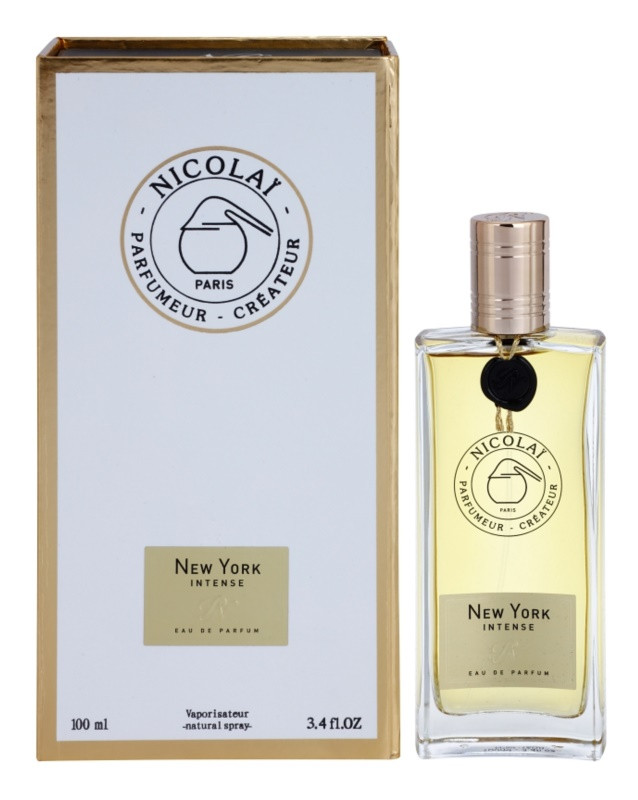 NICOLAÏ
PARIS
PARFUMEUR - CRÉATEUR
NEW YORK
INTENSE
EAU DE PARFUM
100 ml
Vaporisateur
-natural spray-
3.4 fl.OZ
NICOLAÏ
PARIS
PARFUMEUR - CRÉATEUR
NEW YORK
INTENSE
EAU DE PARFUM